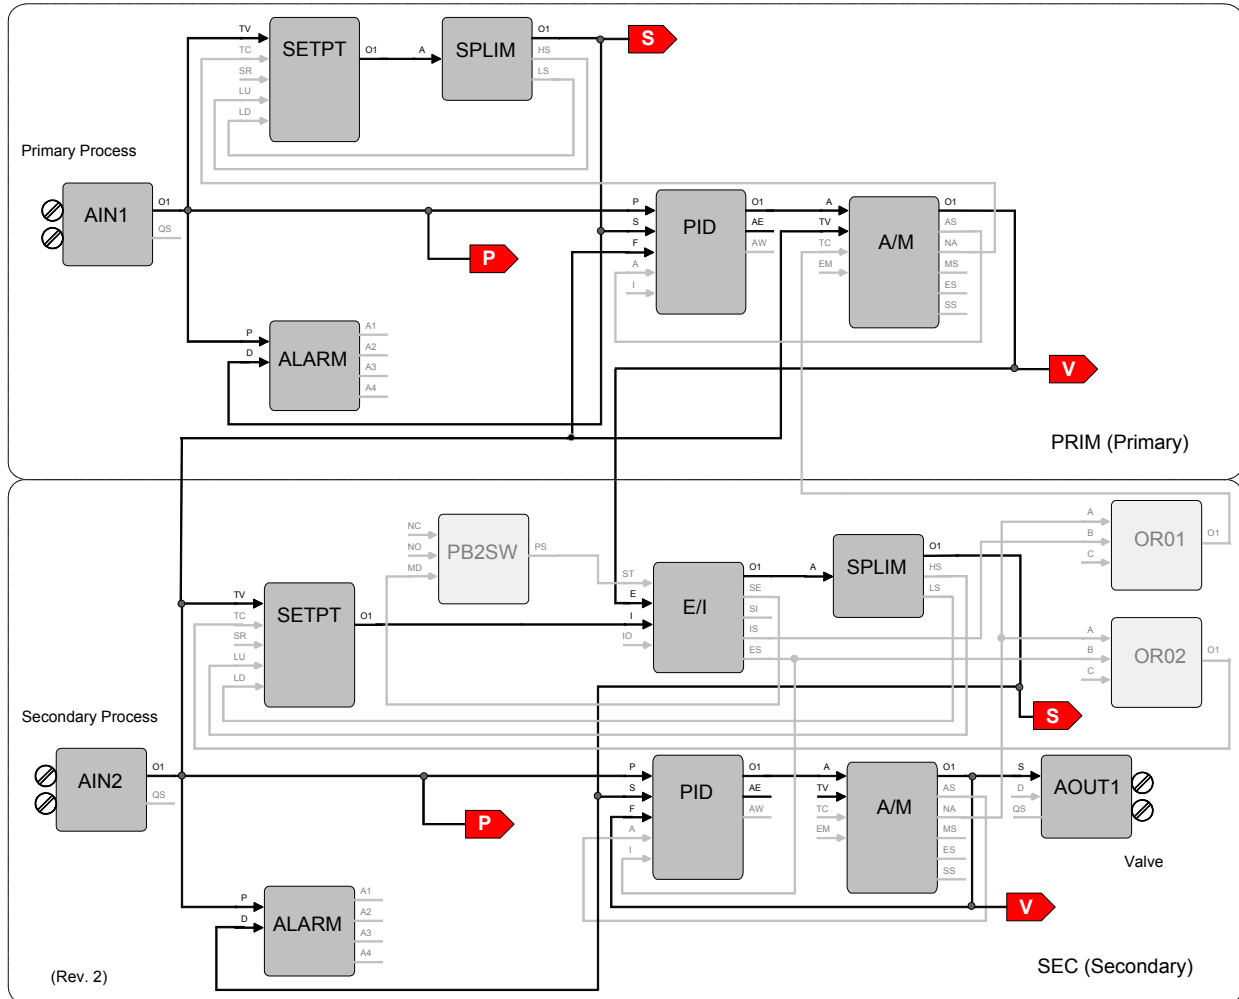 TV
TC
SR
LU
LD
SETPT
O1
A
SPLIM
O1
HS
LS
S
Primary Process
AIN1
O1
QS
P
P
S
F
A
I
PID
O1
AE
AW
A
TV
TC
EM
A/M
O1
AS
NA
MS
ES
SS
P
D
ALARM
A1
A2
A3
A4
V
PRIM (Primary)
NC
NO
MD
PB2SW
PS
ST
E
I
IO
E/I
O1
SE
SI
IS
ES
A
SPLIM
O1
HS
LS
A
B
C
OR01
O1
TV
TC
SR
LU
LD
SETPT
O1
A
B
C
OR02
O1
S
Secondary Process
AIN2
O1
QS
P
P
S
F
A
I
PID
O1
AE
AW
A
TV
TC
EM
A/M
O1
AS
NA
MS
ES
SS
S
D
QS
AOUT1
Valve
P
D
ALARM
A1
A2
A3
A4
V
SEC (Secondary)
(Rev. 2)